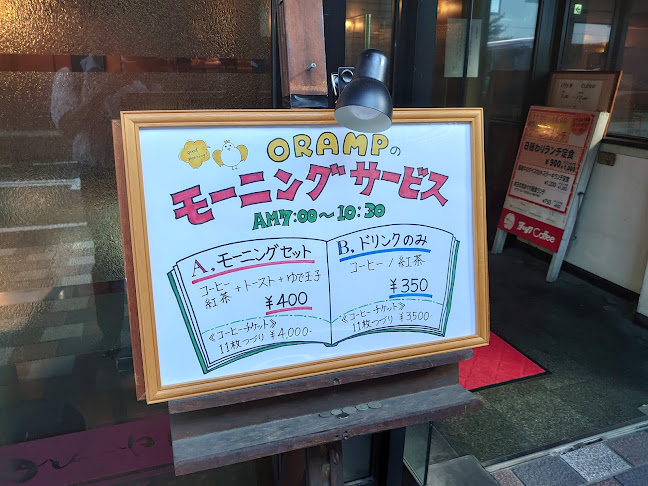 ORAMPの
モーニングサービス
AM7:00〜10:30
A. モーニングセット
コーヒー
紅茶
+トースト+ゆで玉子
¥400
《コーヒーチケット》
11枚つづり ¥4,000-
B. ドリンクのみ
コーヒー / 紅茶
¥350
《コーヒーチケット》
11枚つづり ¥3500-
日替わりランチ定食
¥900
Coffee